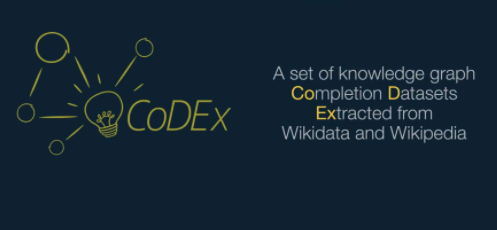 CoDEx
A set of knowledge graph
Completion Datasets
Extracted from
Wikidata and Wikipedia